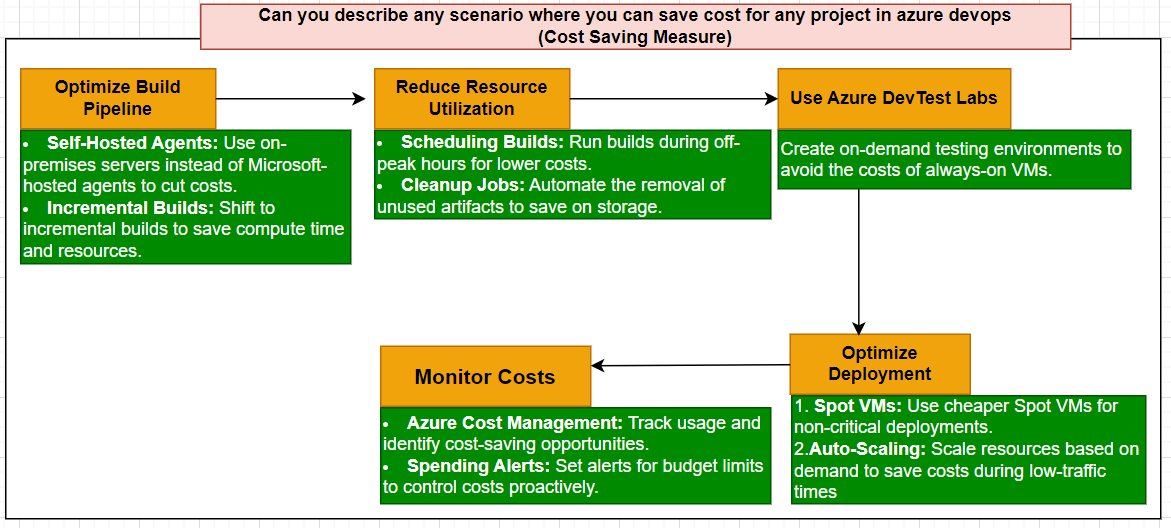 Can you describe any scenario where you can save cost for any project in azure devops
(Cost Saving Measure)
Optimize Build
Pipeline
• Self-Hosted Agents: Use on-
premises servers instead of Microsoft-
hosted agents to cut costs.
• Incremental Builds: Shift to
incremental builds to save compute time
and resources.
Reduce Resource
Utilization
• Scheduling Builds: Run builds during off-
peak hours for lower costs.
• Cleanup Jobs: Automate the removal of
unused artifacts to save on storage.
Use Azure DevTest Labs
Create on-demand testing environments to
avoid the costs of always-on VMs.
Optimize
Deployment
1. Spot VMs: Use cheaper Spot VMs for
non-critical deployments.
2.Auto-Scaling: Scale resources based on
demand to save costs during low-traffic
times
Monitor Costs
• Azure Cost Management: Track usage and
identify cost-saving opportunities.
• Spending Alerts: Set alerts for budget limits
to control costs proactively.